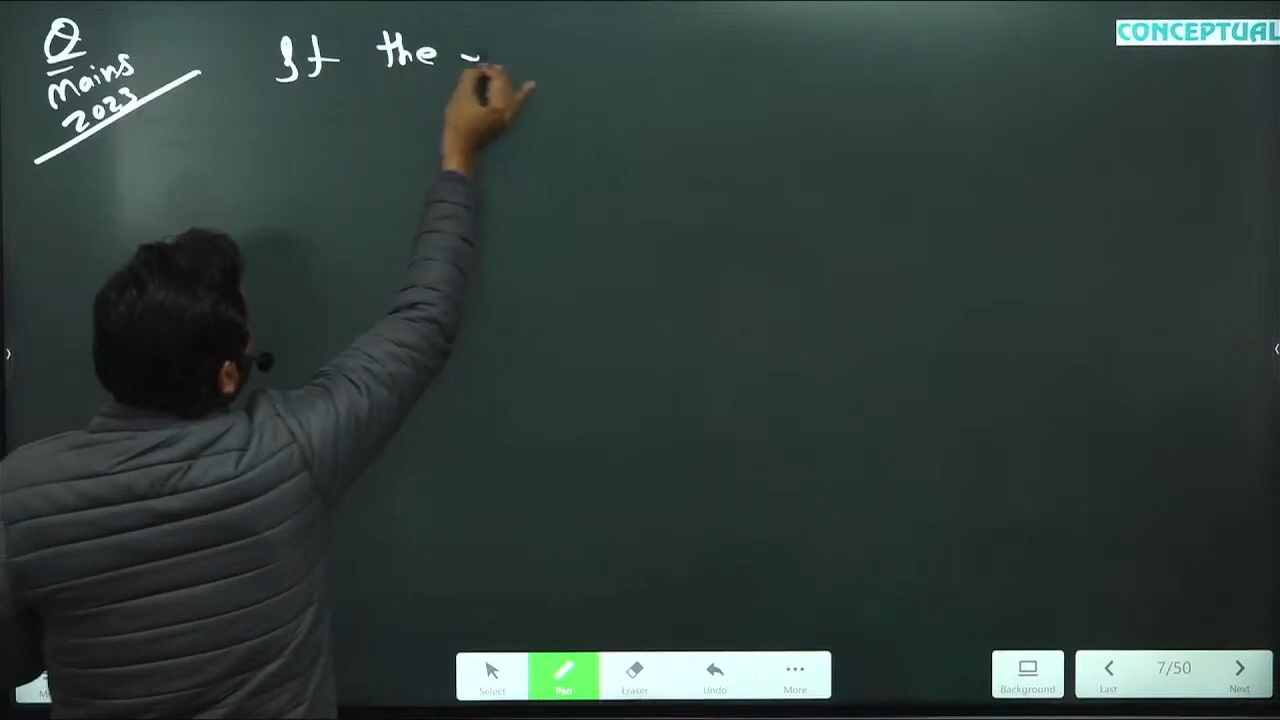 Q
Mains
2023
If the
CONCEPTUAL
Select
Pen
Eraser
Undo
More
Background
Last
7/50
Next